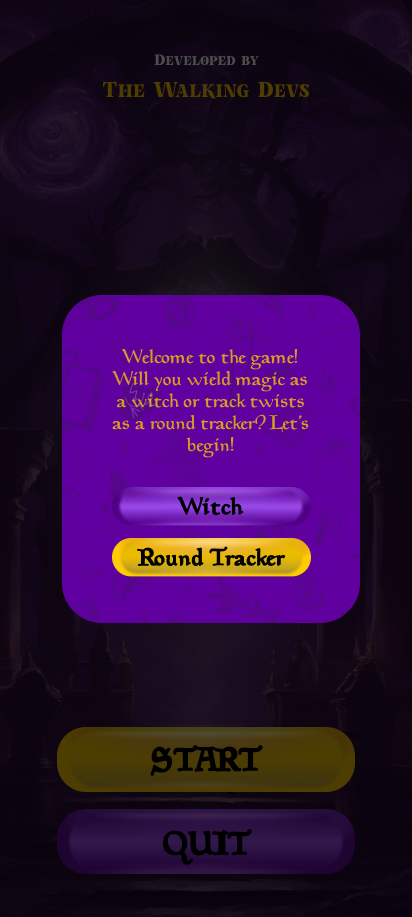 Developed by
The Walking Devs
Welcome to the game!
Will you wield magic as
a witch or track twists
as a round tracker? Let's
begin!
Witch
Round Tracker
START
QUIT